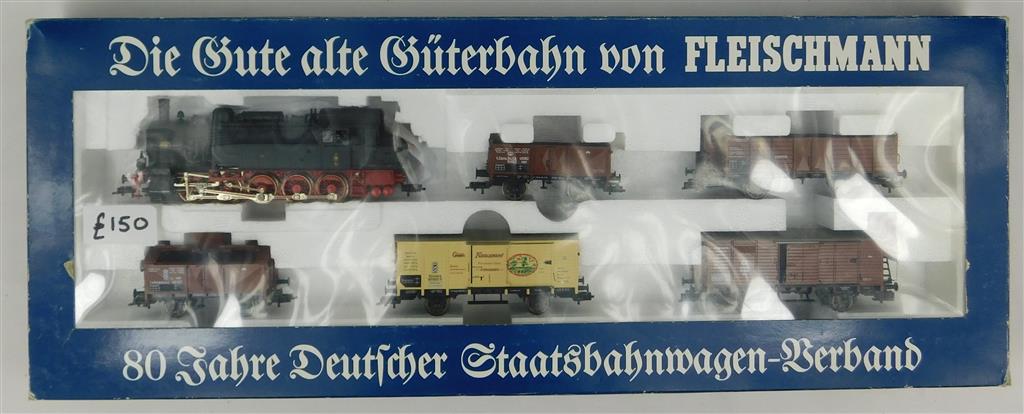 Die Gute alte Güterbahn von FLEISCHMANN
£150
80 Jahre Deutſcher Staatsbahnwagen-Verband